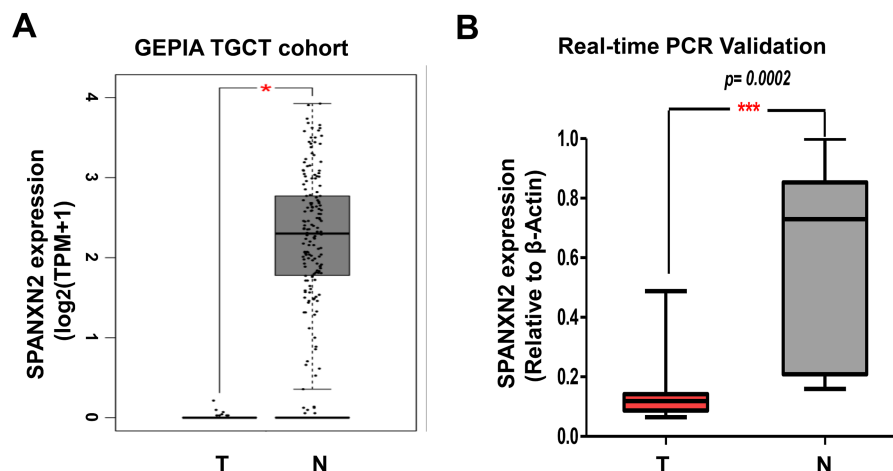 A
GEPIA TGCT cohort
*
SPANXN2 expression
(log2(TPM+1)
4
3
2
1
0
T
N
B
Real-time PCR Validation
p= 0.0002
***
SPANXN2 expression
(Relative to β-Actin)
1.0
0.8
0.6
0.4
0.2
0.0
T
N